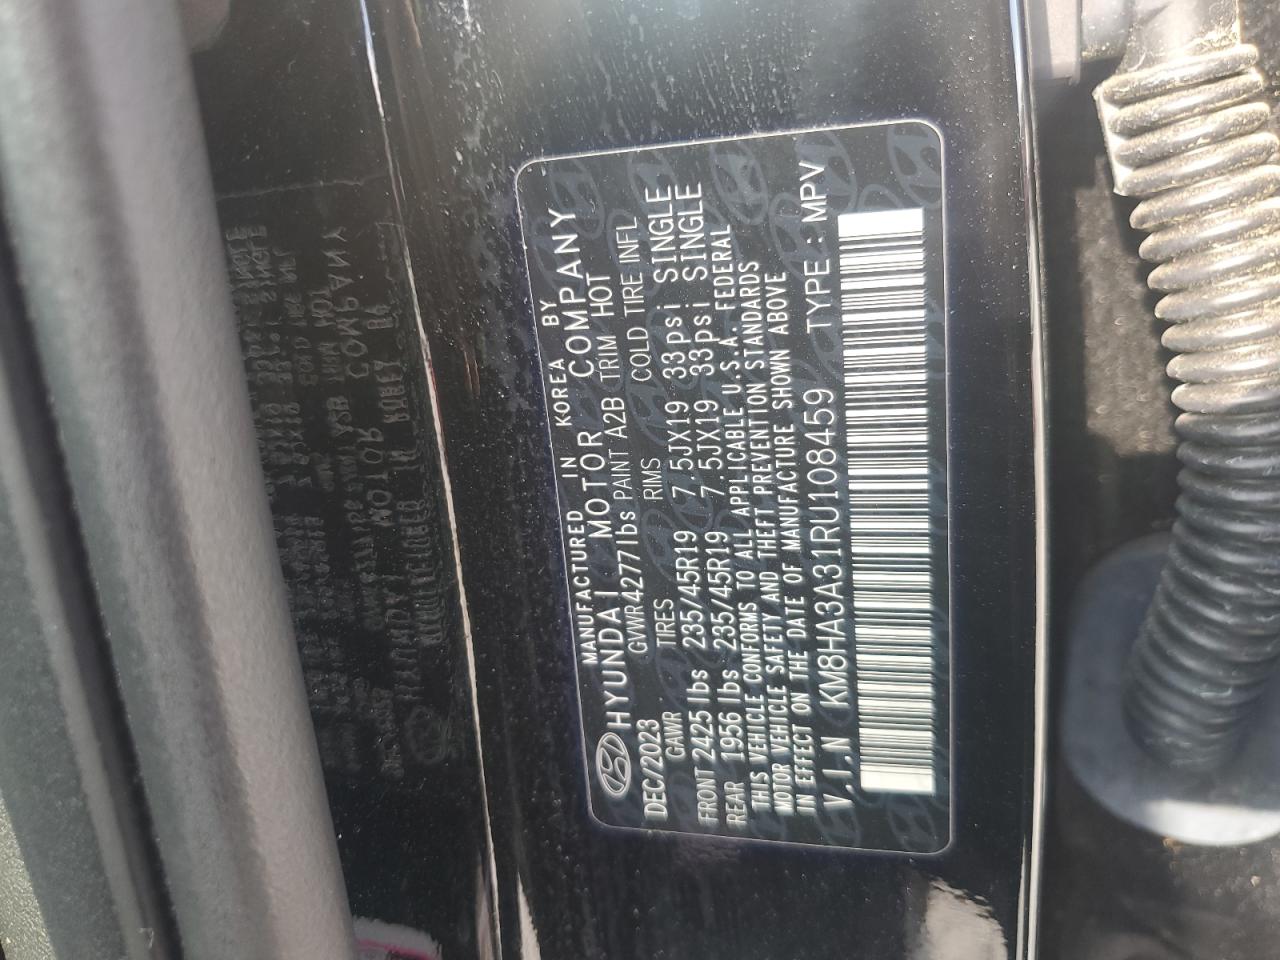 MANUFACTURED IN KOREA BY
HYUNDAI MOTOR COMPANY
DEC/2023 GVWR4277lbs PAINT A2B TRIM HOT
GAWR TIRES RIMS COLD TIRE INFL
FRONT 2425 lbs 235/45R19 7.5JX19 33psi SINGLE
REAR 1956 lbs 235/45R19 7.5JX19 33psi SINGLE
THIS VEHICLE CONFORMS TO ALL APPLICABLE U.S.A. FEDERAL
MOTOR VEHICLE SAFETY AND THEFT PREVENTION STANDARDS
IN EFFECT ON THE DATE OF MANUFACTURE SHOWN ABOVE
V.I.N KM8HA3A31RU108459 TYPE : MPV